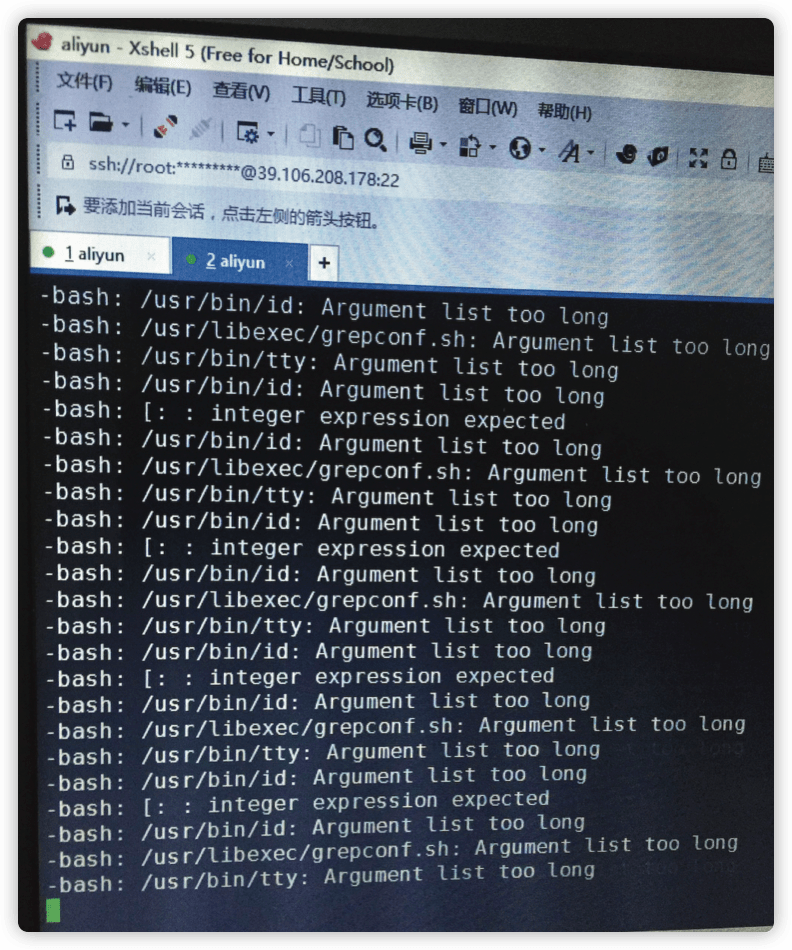 aliyun - Xshell 5 (Free for Home/School)
文件(F) 编辑(E) 查看(V) 工具(T) 选项卡(B) 窗口(W) 帮助(H)
ssh://root:*********@39.106.208.178:22
要添加当前会话，点击左侧的箭头按钮。
1 aliyun × 2 aliyun × +
-bash: /usr/bin/id: Argument list too long
-bash: /usr/libexec/grepconf.sh: Argument list too long
-bash: /usr/bin/tty: Argument list too long
-bash: /usr/bin/id: Argument list too long
-bash: [: : integer expression expected
-bash: /usr/bin/id: Argument list too long
-bash: /usr/libexec/grepconf.sh: Argument list too long
-bash: /usr/bin/tty: Argument list too long
-bash: /usr/bin/id: Argument list too long
-bash: [: : integer expression expected
-bash: /usr/bin/id: Argument list too long
-bash: /usr/libexec/grepconf.sh: Argument list too long
-bash: /usr/bin/tty: Argument list too long
-bash: /usr/bin/id: Argument list too long
-bash: [: : integer expression expected
-bash: /usr/bin/id: Argument list too long
-bash: /usr/libexec/grepconf.sh: Argument list too long
-bash: /usr/bin/tty: Argument list too long
-bash: /usr/bin/id: Argument list too long
-bash: [: : integer expression expected
-bash: /usr/bin/id: Argument list too long
-bash: /usr/libexec/grepconf.sh: Argument list too long
-bash: /usr/bin/tty: Argument list too long